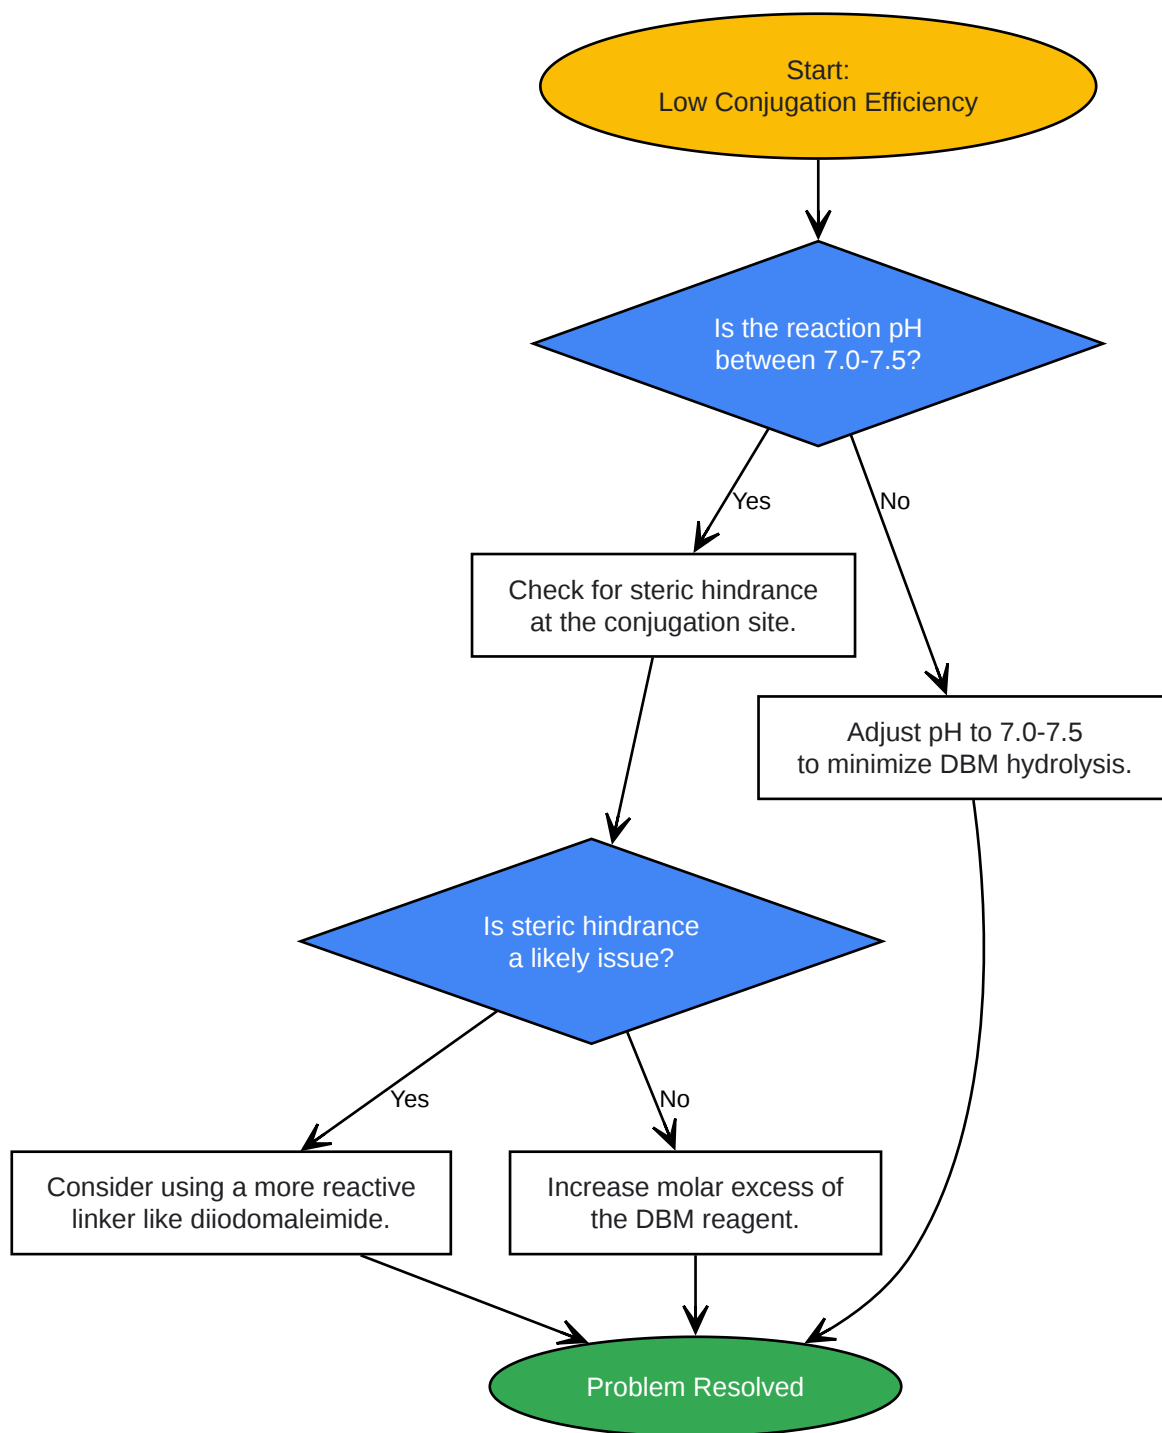 Start:
Low Conjugation Efficiency
Is the reaction pH
between 7.0-7.5?
Yes
No
Check for steric hindrance
at the conjugation site.
Adjust pH to 7.0-7.5
to minimize DBM hydrolysis.
Is steric hindrance
a likely issue?
Yes
No
Consider using a more reactive
linker like diiodomaleimide.
Increase molar excess of
the DBM reagent.
Problem Resolved